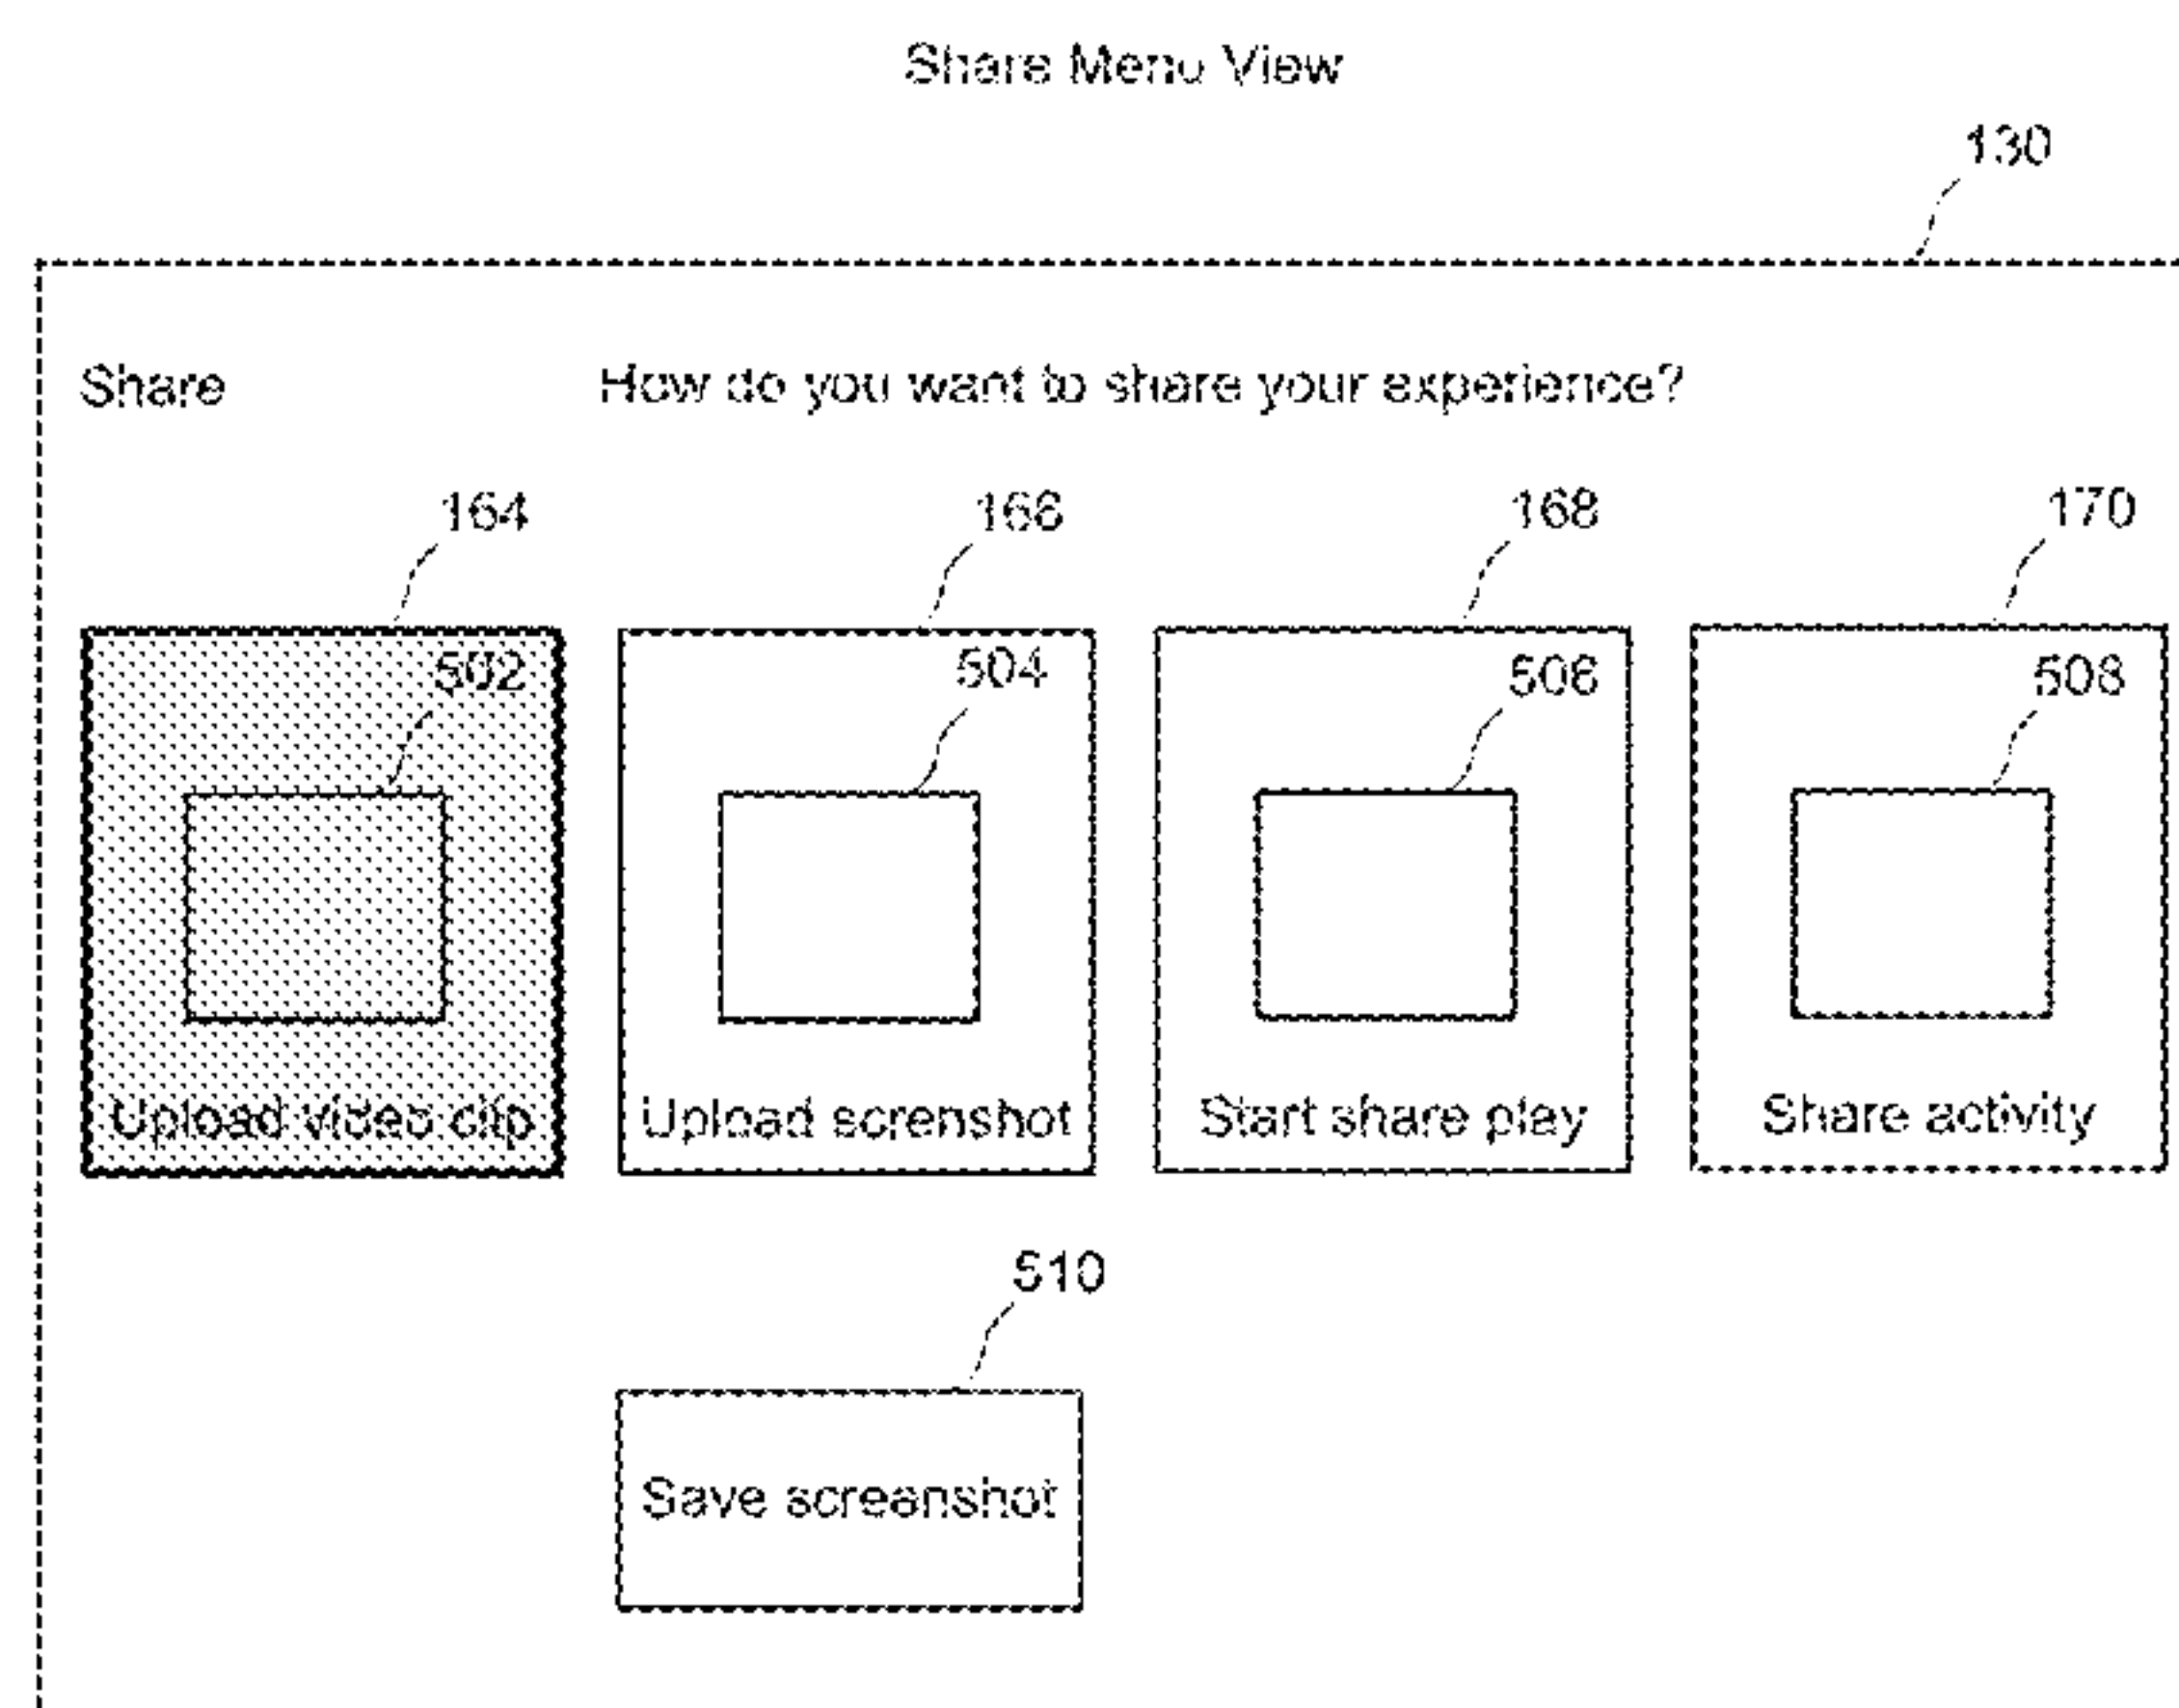 Share Menu View
130
Share How do you want to share your experience?
164 166 168 170
502 504 506 508
Upload video clip Upload screnshot Start share play Share activity
510
Save screenshot